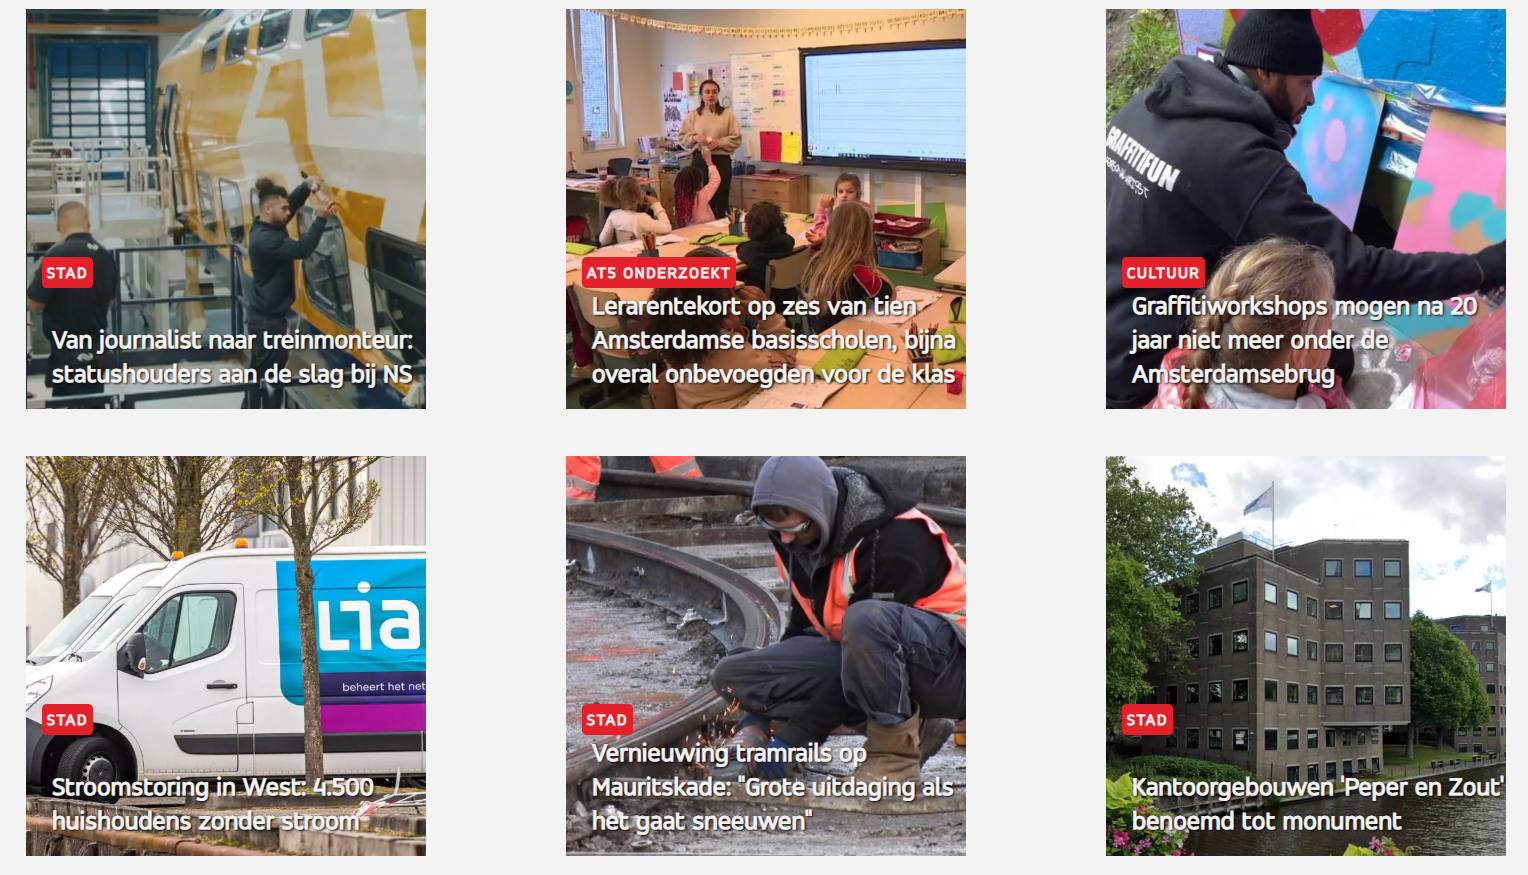 STAD
Van journalist naar treinmonteur:
statushouders aan de slag bij NS
AT5 ONDERZOEKT
Lerarentekort op zes van tien
Amsterdamse basisscholen, bijna
overal onbevoegden voor de klas
GRAFFITIFUN
CULTUUR
Graffitiworkshops mogen na 20
jaar niet meer onder de
Amsterdamsebrug
Lia
beheert het net
STAD
Stroomstoring in West: 4.500
huishoudens zonder stroom
STAD
Vernieuwing tramrails op
Mauritskade: "Grote uitdaging als
het gaat sneeuwen"
STAD
Kantoorgebouwen 'Peper en Zout'
benoemd tot monument